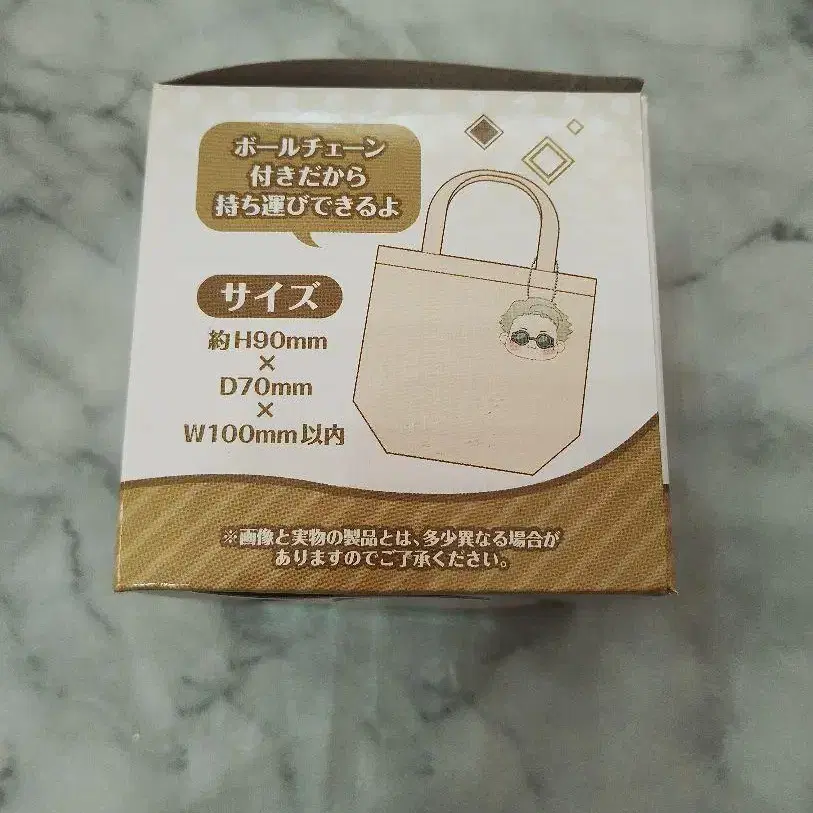 ボールチェーン
付きだから
持ち運びできるよ
サイズ
約H90mm
×
D70mm
×
W100mm以内
※画像と実物の製品とは、多少異なる場合が
ありますのでご了承ください。